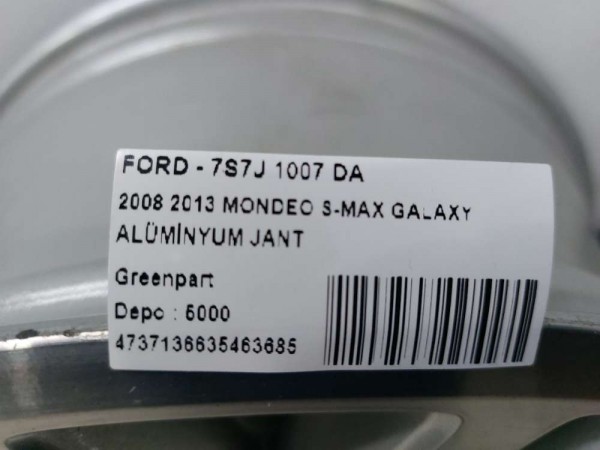 FORD - 7S7J 1007 DA
2008 2013 MONDEO S-MAX GALAXY
ALÜMİNYUM JANT
Greenpart
Depo : 5000
4737136635463685